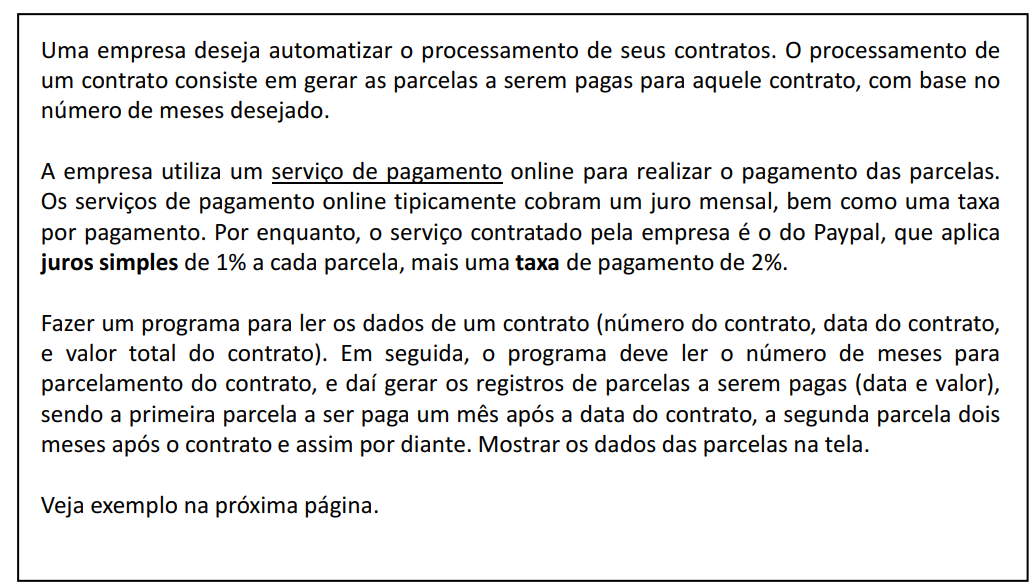 Uma empresa deseja automatizar o processamento de seus contratos. O processamento de
um contrato consiste em gerar as parcelas a serem pagas para aquele contrato, com base no
número de meses desejado.
A empresa utiliza um serviço de pagamento online para realizar o pagamento das parcelas.
Os serviços de pagamento online tipicamente cobram um juro mensal, bem como uma taxa
por pagamento. Por enquanto, o serviço contratado pela empresa é o do Paypal, que aplica
juros simples de 1% a cada parcela, mais uma taxa de pagamento de 2%.
Fazer um programa para ler os dados de um contrato (número do contrato, data do contrato,
e valor total do contrato). Em seguida, o programa deve ler o número de meses para
parcelamento do contrato, e daí gerar os registros de parcelas a serem pagas (data e valor),
sendo a primeira parcela a ser paga um mês após a data do contrato, a segunda parcela dois
meses após o contrato e assim por diante. Mostrar os dados das parcelas na tela.
Veja exemplo na próxima página.